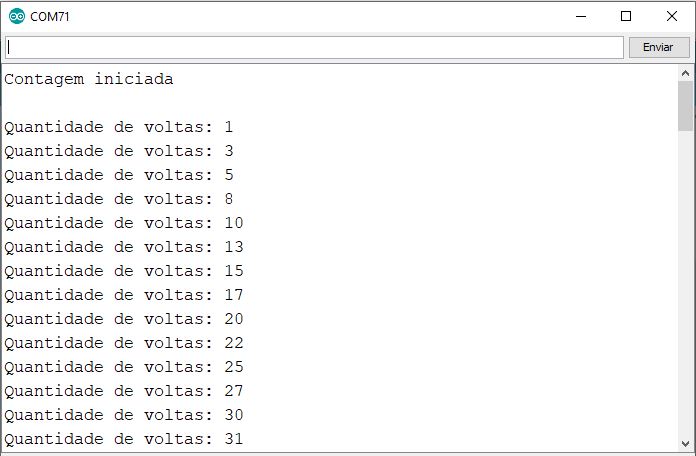 COM71
Enviar
Contagem iniciada
Quantidade de voltas: 1
Quantidade de voltas: 3
Quantidade de voltas: 5
Quantidade de voltas: 8
Quantidade de voltas: 10
Quantidade de voltas: 13
Quantidade de voltas: 15
Quantidade de voltas: 17
Quantidade de voltas: 20
Quantidade de voltas: 22
Quantidade de voltas: 25
Quantidade de voltas: 27
Quantidade de voltas: 30
Quantidade de voltas: 31